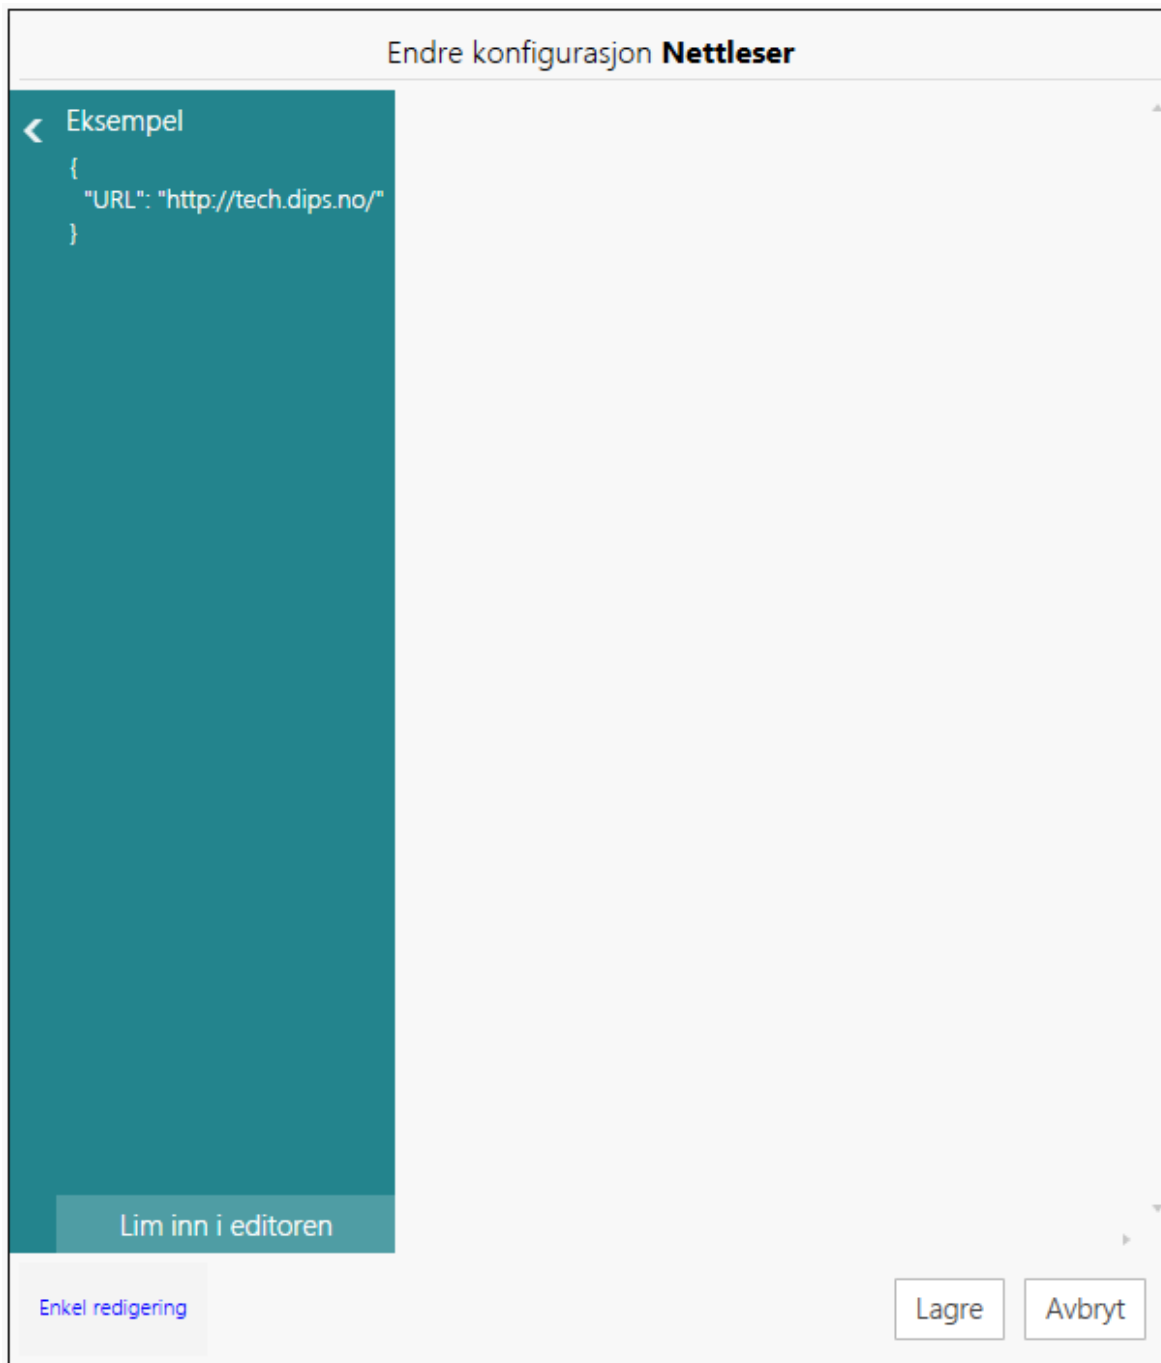 Endre konfigurasjon Nettleser
Eksempel
{
"URL": "http://tech.dips.no/"
}
Lim inn i editoren
Enkel redigering
Lagre
Avbryt